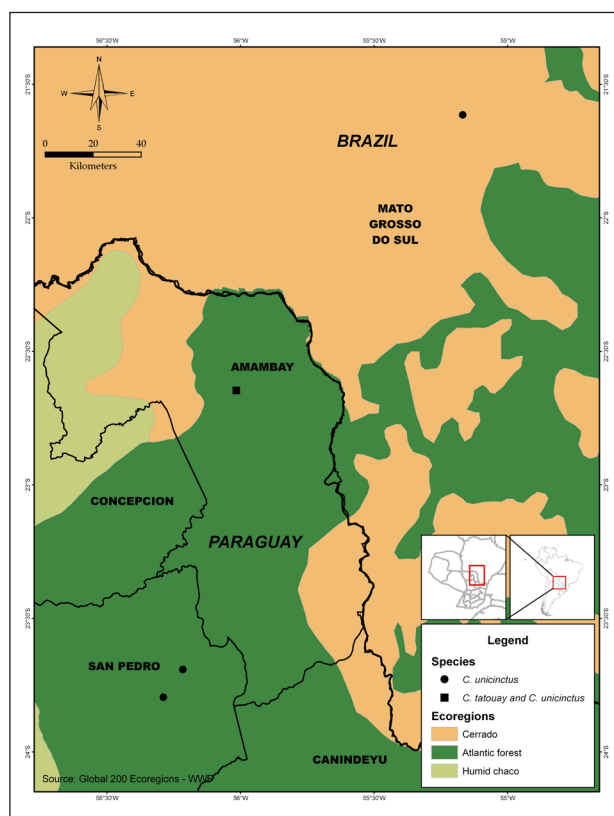 56°30'W
56°W
55°30'W
55°W
N
W
E
S
21°30'S
21°30'S
0 20 40
Kilometers
BRAZIL
MATO
GROSSO
DO SUL
22°S
22°S
22°30'S
22°30'S
AMAMBAY
23°S
23°S
CONCEPCION
PARAGUAY
23°30'S
23°30'S
SAN PEDRO
24°S
24°S
CANINDEYU
Source: Global 200 Ecoregions - WWF
Legend
Species
C. unicinctus
C. tatouay and C. unicinctus
Ecoregions
Cerrado
Atlantic forest
Humid chaco
56°30'W
56°W
55°30'W
55°W